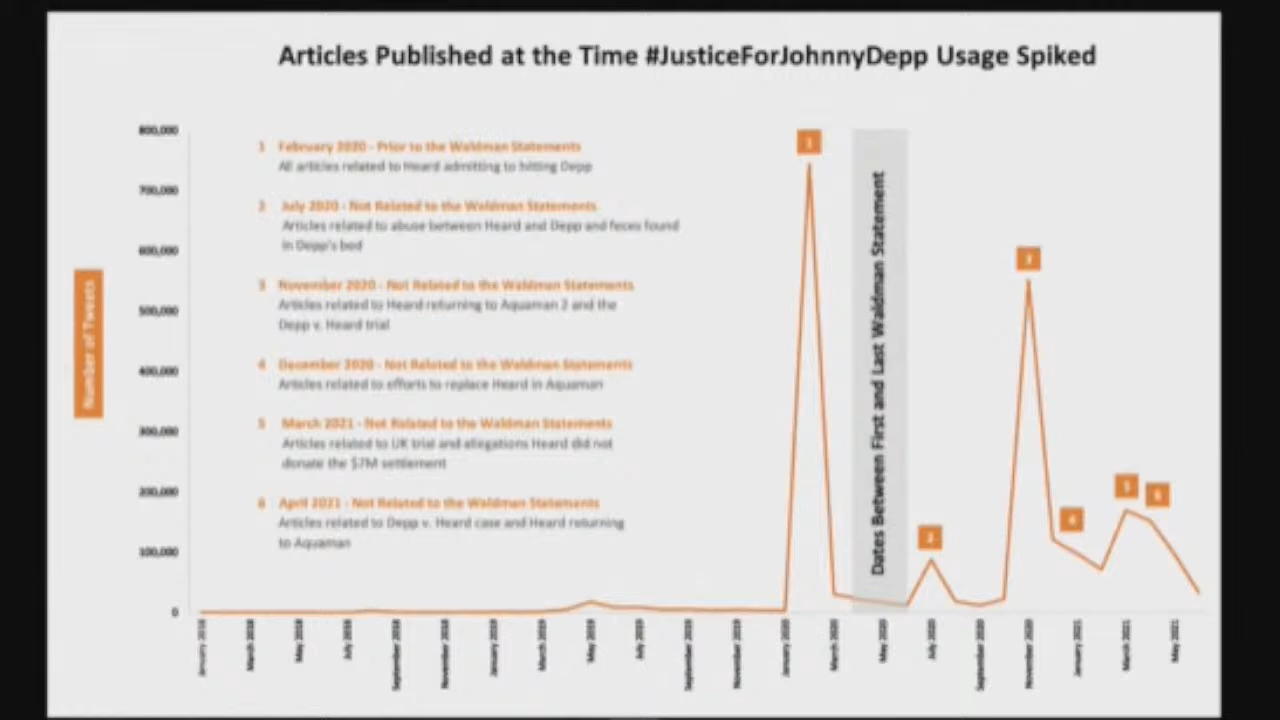 Articles Published at the Time #JusticeForJohnnyDepp Usage Spiked
Number of Tweets
800,000
700,000
600,000
500,000
400,000
300,000
200,000
100,000
0
1 February 2020 - Prior to the Waldman Statements
All articles related to Heard admitting to hitting Depp
2 July 2020 - Not Related to the Waldman Statements
Articles related to abuse between Heard and Depp and feces found
in Depp's bed
3 November 2020 - Not Related to the Waldman Statements
Articles related to Heard returning to Aquaman 2 and the
Depp v. Heard trial
4 December 2020 - Not Related to the Waldman Statements
Articles related to efforts to replace Heard in Aquaman
5 March 2021 - Not Related to the Waldman Statements
Articles related to UK trial and allegations Heard did not
donate the $7M settlement
6 April 2021 - Not Related to the Waldman Statements
Articles related to Depp v. Heard case and Heard returning
to Aquaman
1
Dates Between First and Last Waldman Statement
2
3
4
5
6
January 2018
March 2018
May 2018
July 2018
September 2018
November 2018
January 2019
March 2019
May 2019
July 2019
September 2019
November 2019
January 2020
March 2020
May 2020
July 2020
September 2020
November 2020
January 2021
March 2021
May 2021